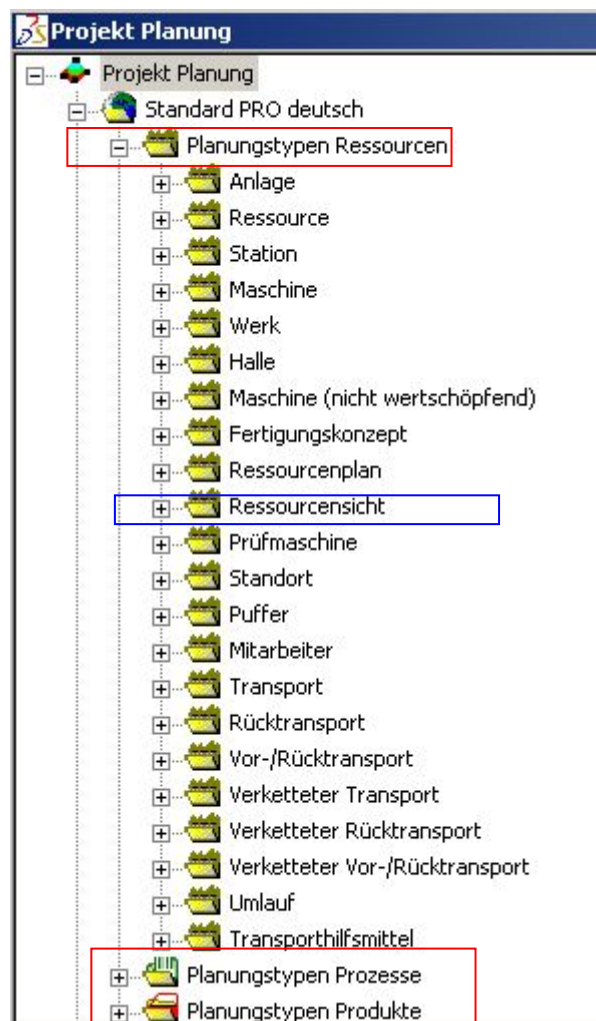 Projekt Planung
Projekt Planung
Standard PRO deutsch
Planungstypen Ressourcen
Anlage
Ressource
Station
Maschine
Werk
Halle
Maschine (nicht wertschöpfend)
Fertigungskonzept
Ressourcenplan
Ressourcensicht
Prüfmaschine
Standort
Puffer
Mitarbeiter
Transport
Rücktransport
Vor-/Rücktransport
Verketteter Transport
Verketteter Rücktransport
Verketteter Vor-/Rücktransport
Umlauf
Transporthilfsmittel
Planungstypen Prozesse
Planungstypen Produkte